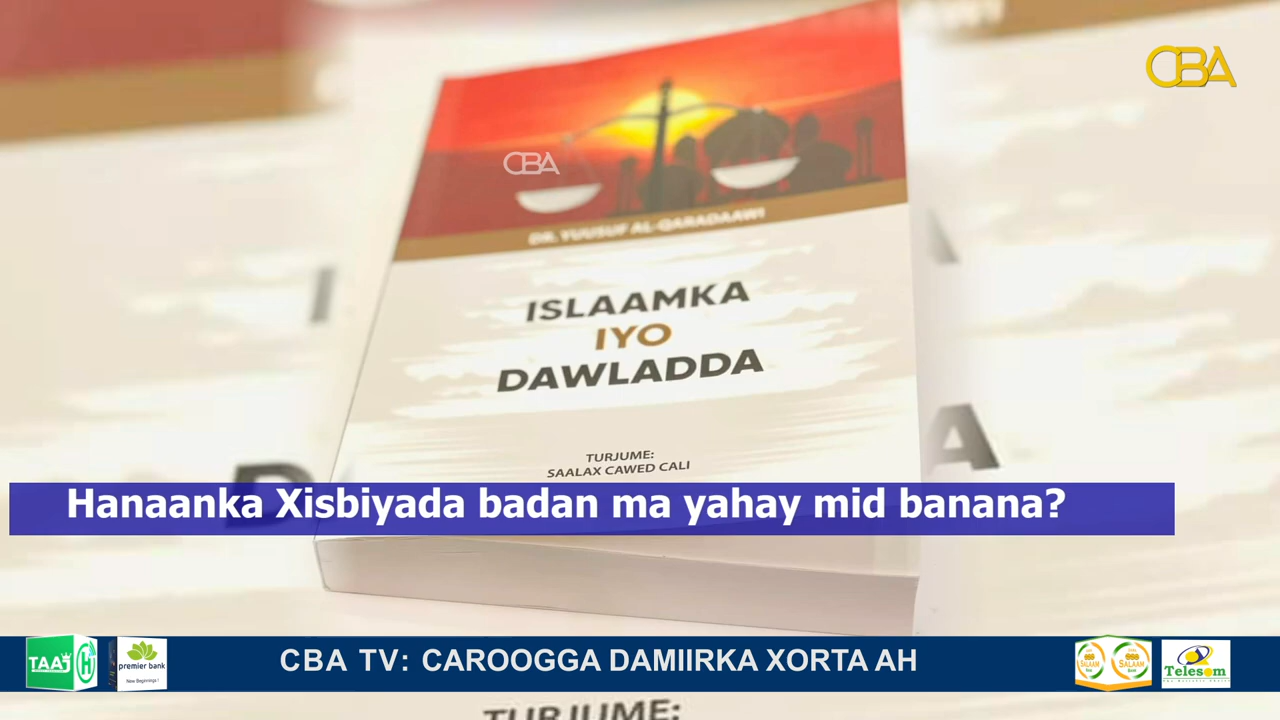 CBA
CBA
DR. YUUSUF AL-QARADAAWI
ISLAAMKA
IYO
DAWLADDA
TURJUME:
SAALAX CAWED CALI
Hanaanka Xisbiyada badan ma yahay mid banana?
TAAJ
premier bank
New Beginnings!
CBA TV: CAROOGGA DAMIIRKA XORTA AH
SALAAM
SALAAM
Telesom
TURJUME: